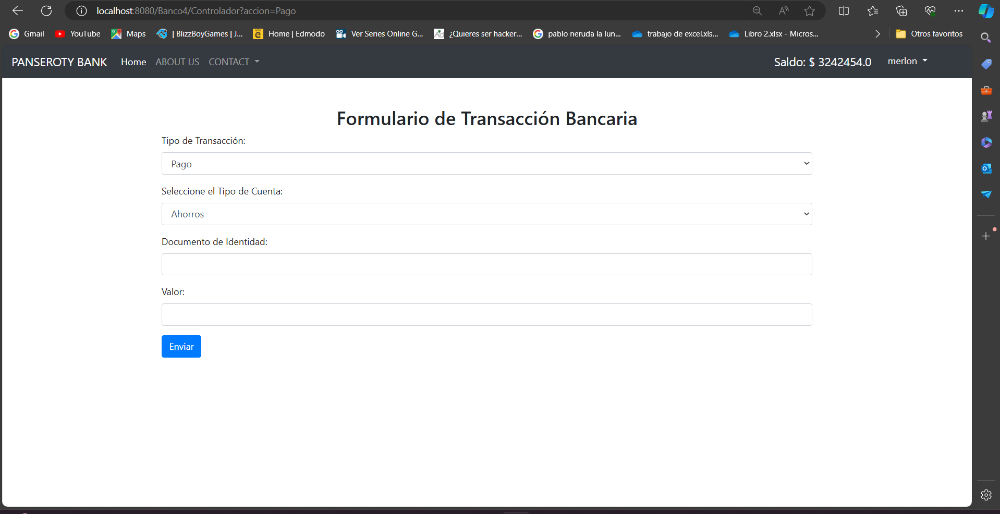 localhost:8080/Banco4/Controlador?accion=Pago
Gmail YouTube Maps | BlizzBoyGames | J... Home | Edmodo Ver Series Online G... ¿Quieres ser hacker... pablo neruda la lun... trabajo de excel.xls... Libro 2.xlsx - Micros... Otros favoritos
PANSEROTY BANK Home ABOUT US CONTACT Saldo: $ 3242454.0 merlon
Formulario de Transacción Bancaria
Tipo de Transacción:
Pago
Seleccione el Tipo de Cuenta:
Ahorros
Documento de Identidad:
Valor:
Enviar